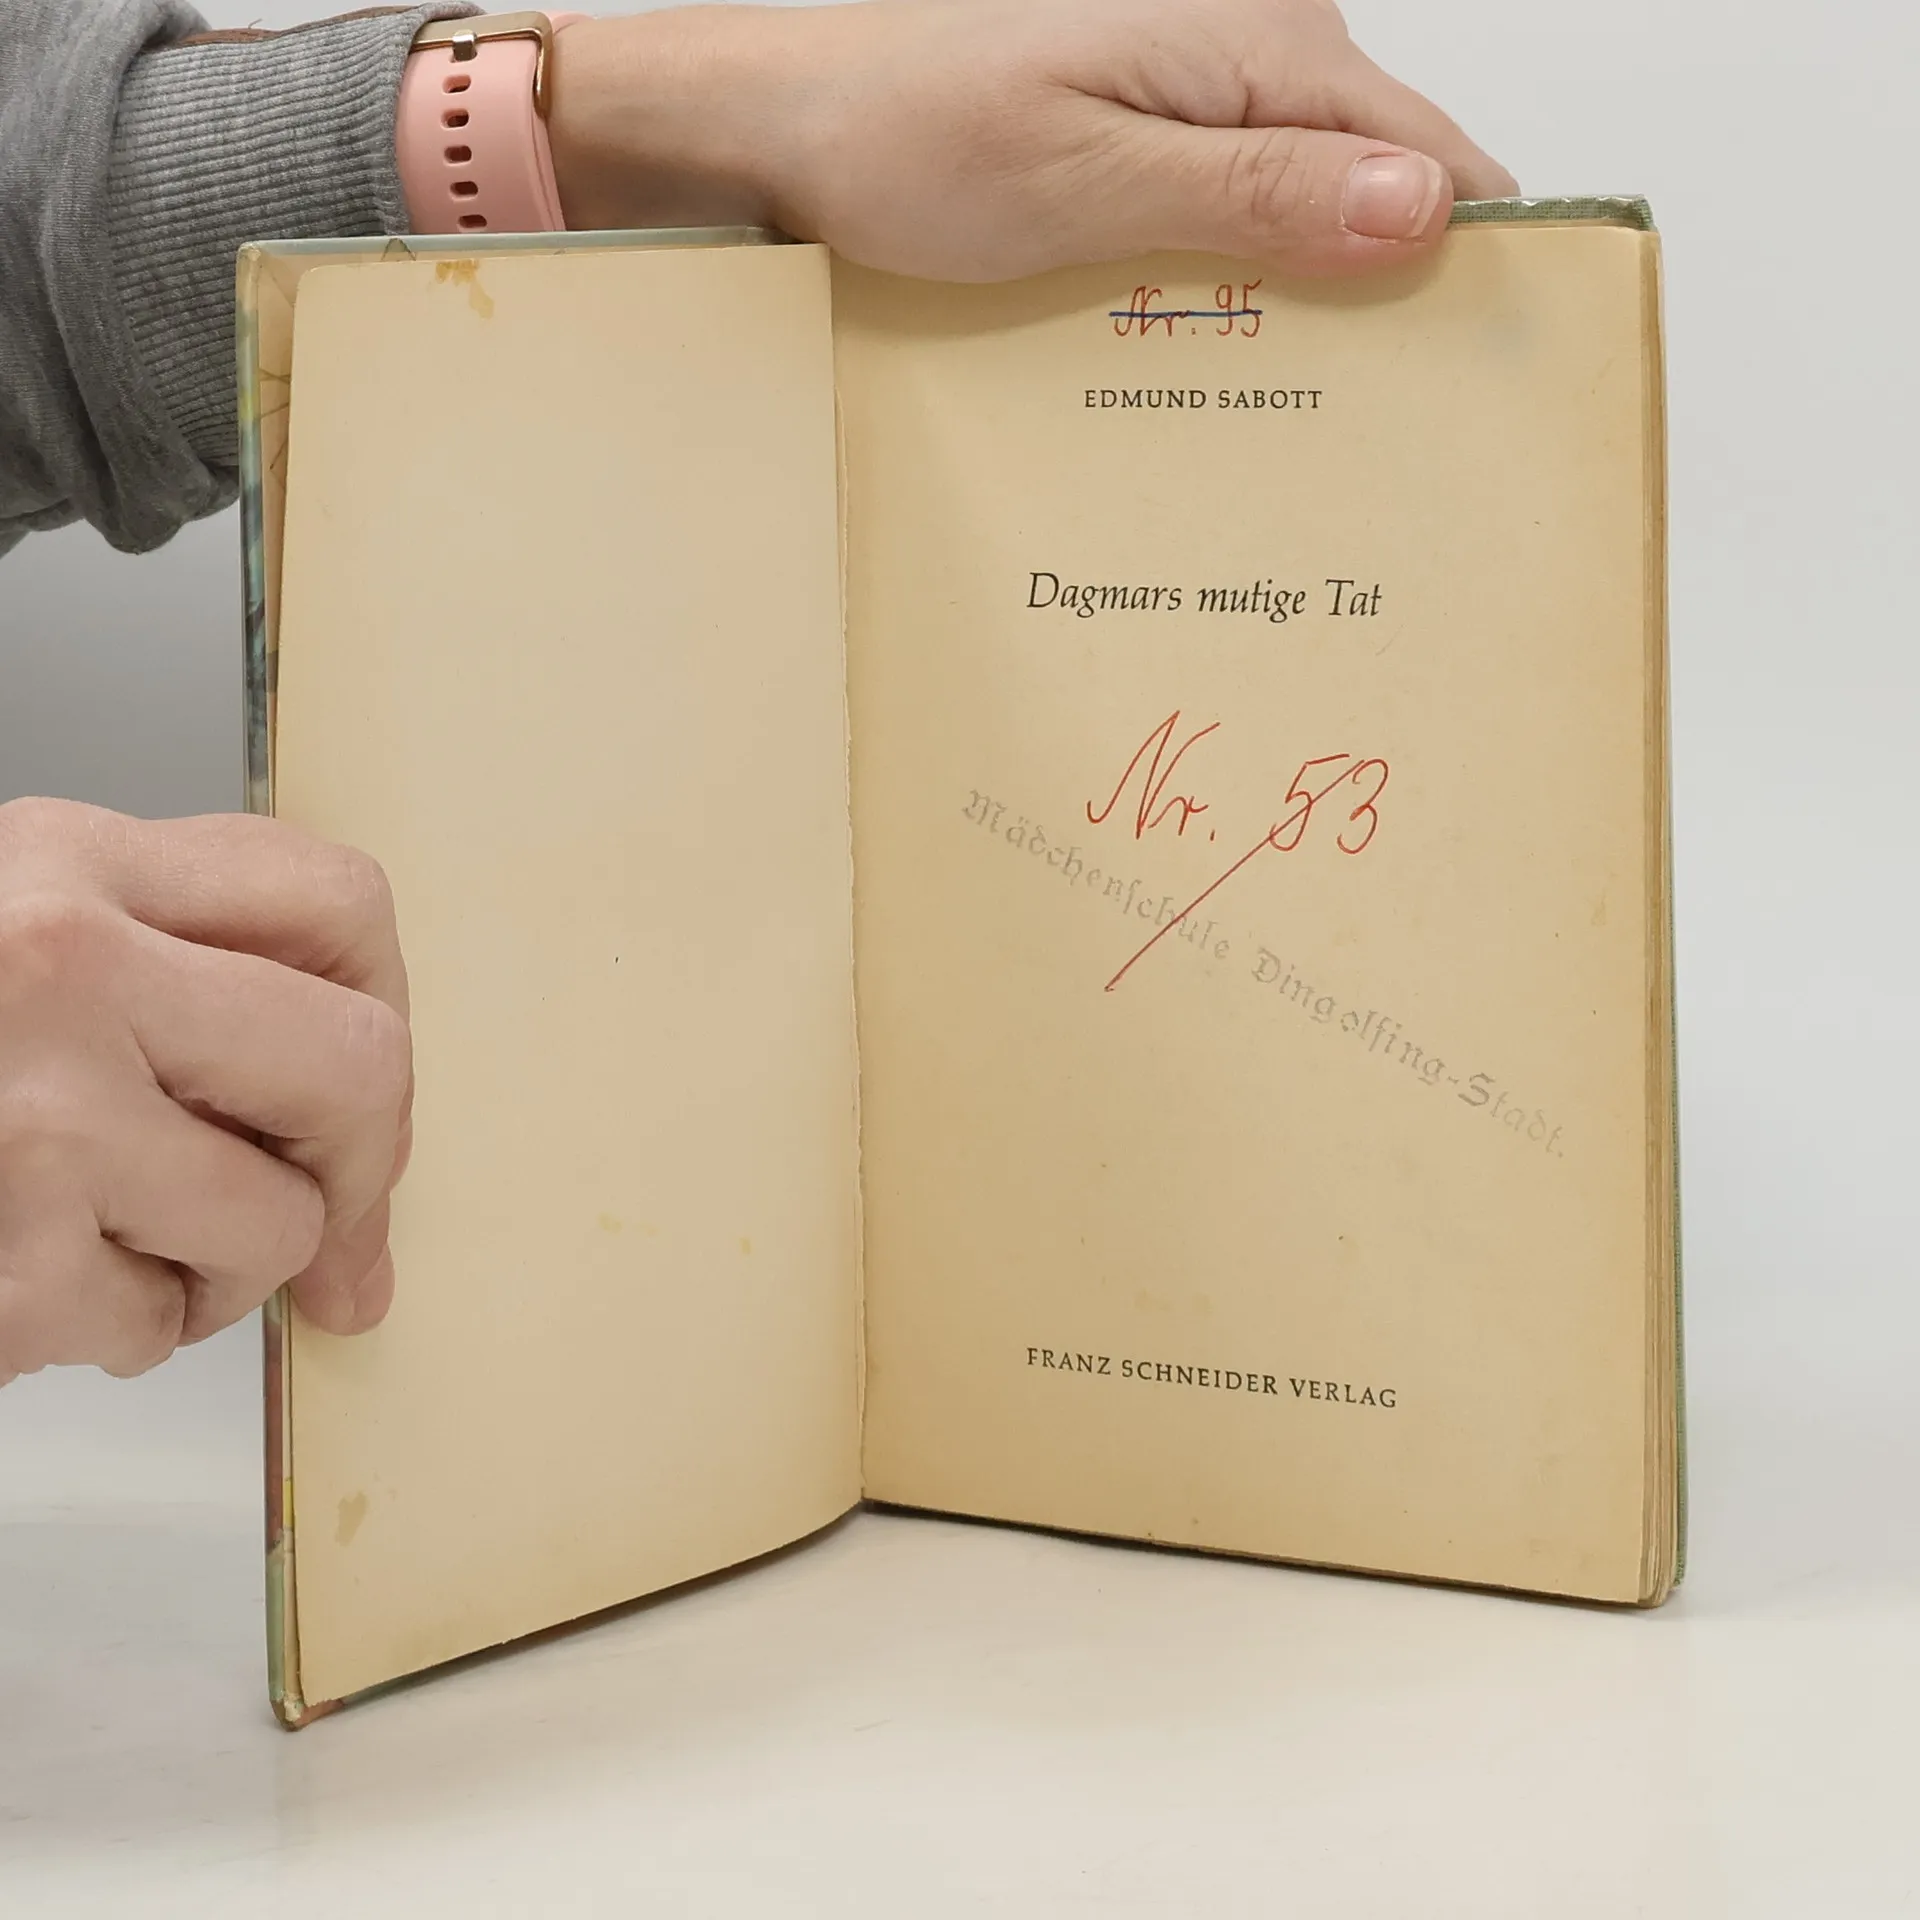 Nr. 95
EDMUND SABOTT
Dagmars mutige Tat
Nr. 53
Mädchenschule Dingolfing-Stadt.
FRANZ SCHNEIDER VERLAG